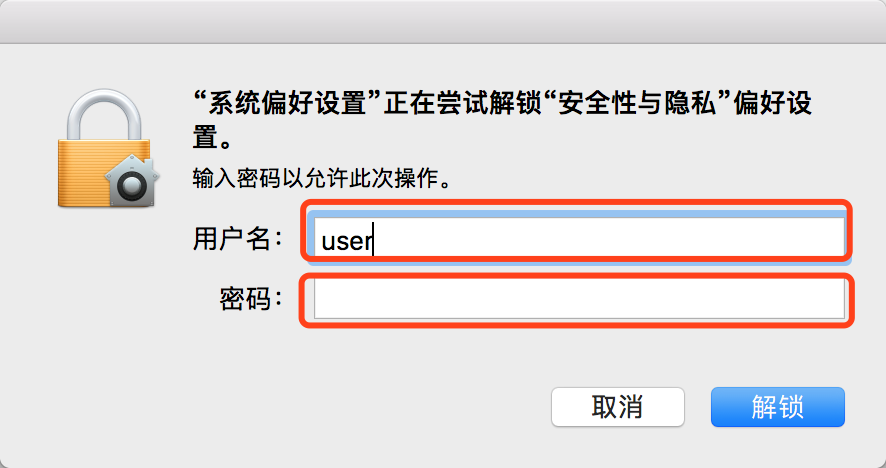 “系统偏好设置”正在尝试解锁“安全性与隐私”偏好设
置。
输入密码以允许此次操作。
用户名： user
密码：
取消 解锁